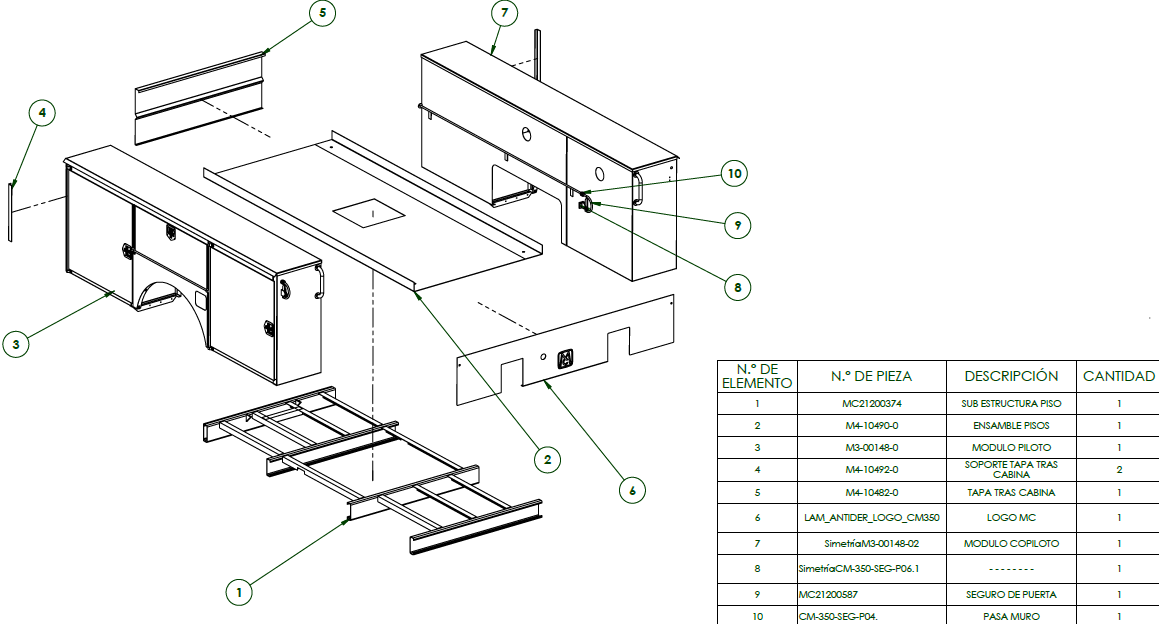 5
7
4
10
9
8
3
2
6
1
N.º DE ELEMENTO N.º DE PIEZA DESCRIPCIÓN CANTIDAD
1 MC21200374 SUB ESTRUCTURA PISO 1
2 M4-10490-0 ENSAMBLE PISOS 1
3 M3-00148-0 MODULO PILOTO 1
4 M4-10492-0 SOPORTE TAPA TRAS CABINA 2
5 M4-10482-0 TAPA TRAS CABINA 1
6 LAM_ANTIDER_LOGO_CM350 LOGO MC 1
7 SimetríaM3-00148-02 MODULO COPILOTO 1
8 SimetríaCM-350-SEG-P06.1 -------- 1
9 MC21200587 SEGURO DE PUERTA 1
10 CM-350-SEG-P04. PASA MURO 1